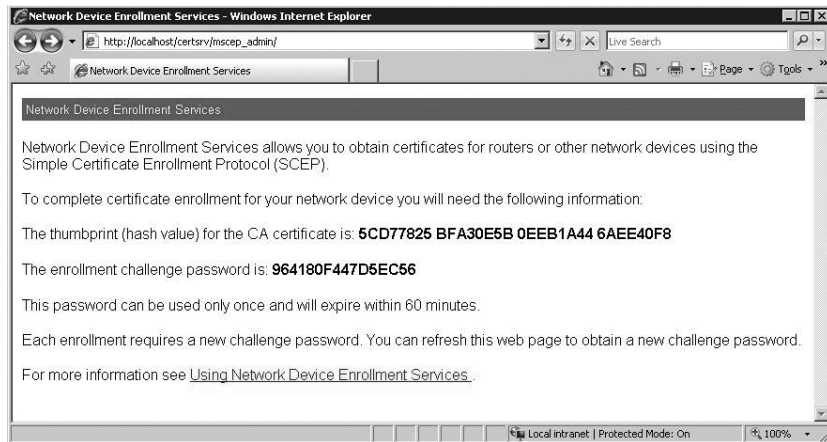 Network Device Enrollment Services - Windows Internet Explorer
http://localhost/certsrv/mscep_admin/
Live Search
Network Device Enrollment Services
Page
Tools
Network Device Enrollment Services
Network Device Enrollment Services allows you to obtain certificates for routers or other network devices using the
Simple Certificate Enrollment Protocol (SCEP).
To complete certificate enrollment for your network device you will need the following information:
The thumbprint (hash value) for the CA certificate is: 5CD77825 BFA30E5B 0EEB1A44 6AEE40F8
The enrollment challenge password is: 964180F447D5EC56
This password can be used only once and will expire within 60 minutes.
Each enrollment requires a new challenge password. You can refresh this web page to obtain a new challenge password.
For more information see Using Network Device Enrollment Services .
Local intranet | Protected Mode: On
100%